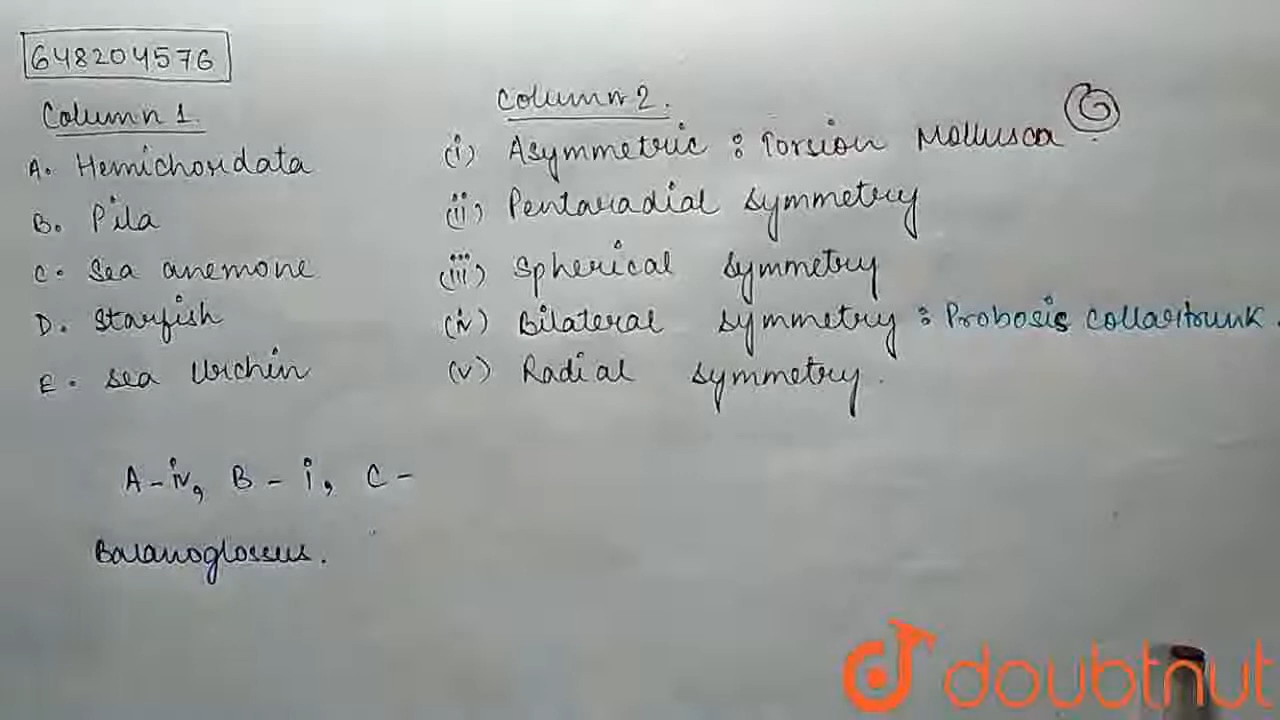 648204576
Column 1.
A. Hemichordata
B. Pila
C. Sea anemone
D. Starfish
E. Sea Urchin
Column 2.
(i) Asymmetric : Torsion Mollusca
(ii) Pentaradial symmetry
(iii) Spherical symmetry
(iv) Bilateral symmetry : Probosis collartrunk.
(v) Radial symmetry.
A - iv, B - i, C -
Balanoglossus.
doubtnut